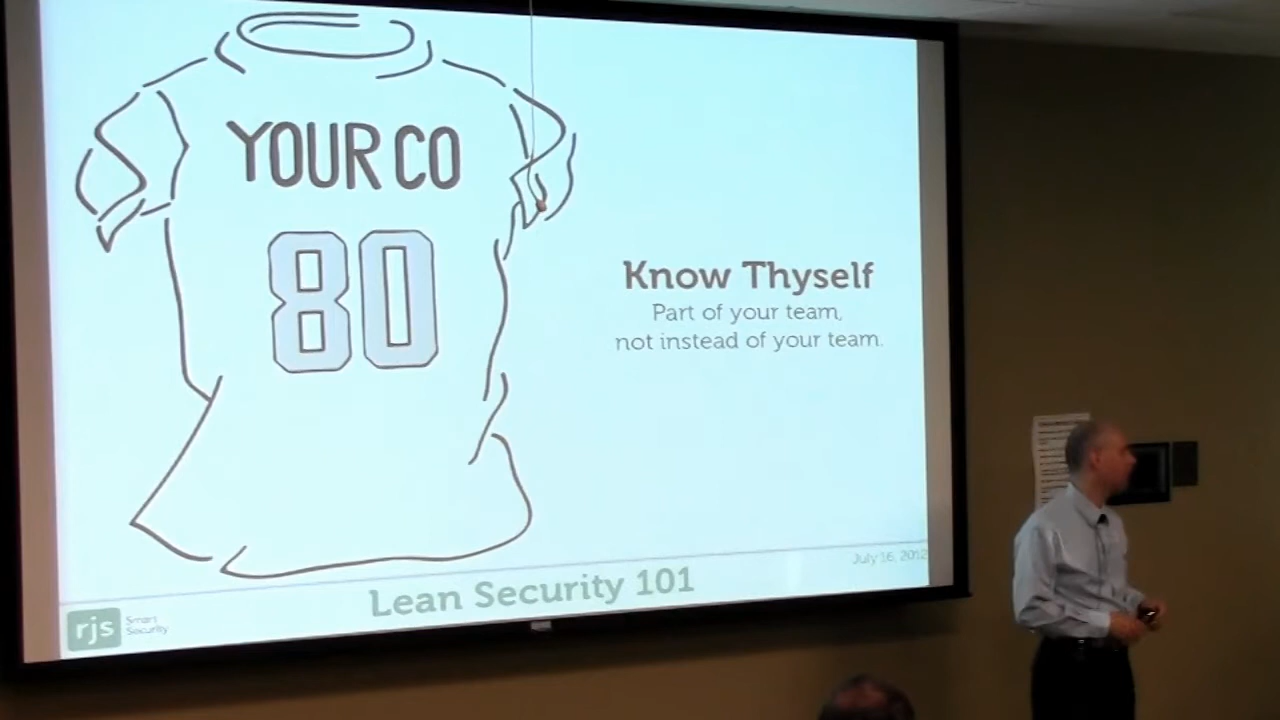 YOUR CO
80
Know Thyself
Part of your team,
not instead of your team.
July 16, 2012
Lean Security 101
rjs
Smart
Security